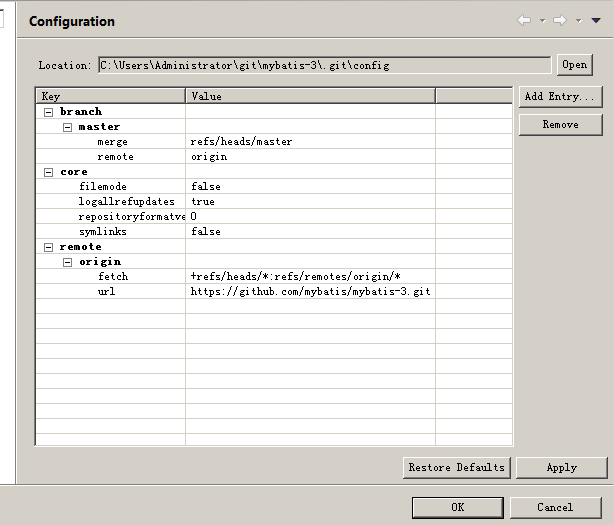 Configuration
Location: C:\Users\Administrator\git\mybatis-3\.git\config Open
Key Value Add Entry...
branch
master Remove
merge refs/heads/master
remote origin
core
filemode false
logallrefupdates true
repositoryformatve 0
symlinks false
remote
origin
fetch +refs/heads/*:refs/remotes/origin/*
url https://github.com/mybatis/mybatis-3.git
Restore Defaults Apply
OK Cancel